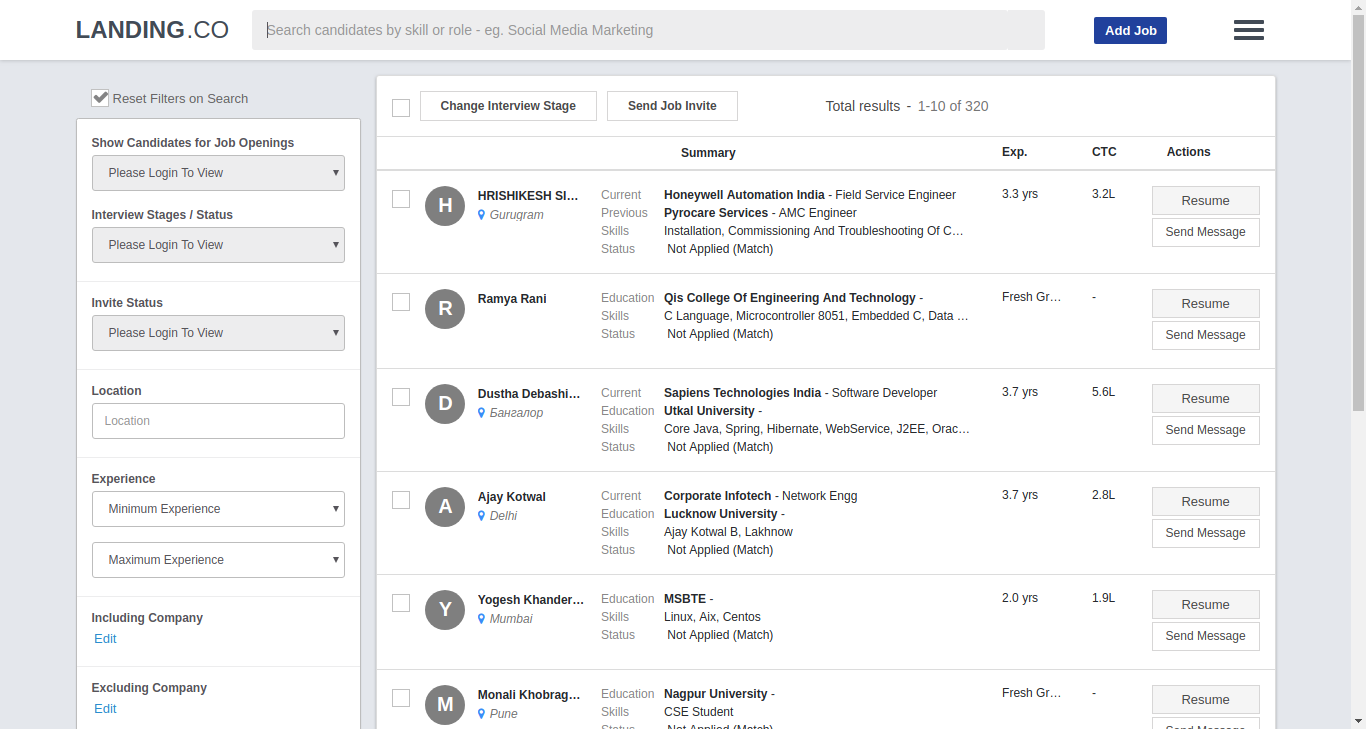 LANDING.CO
Search candidates by skill or role - eg. Social Media Marketing
Add Job
Reset Filters on Search
Show Candidates for Job Openings
Please Login To View
Interview Stages / Status
Please Login To View
Invite Status
Please Login To View
Location
Location
Experience
Minimum Experience
Maximum Experience
Including Company
Edit
Excluding Company
Edit
Change Interview Stage
Send Job Invite
Total results - 1-10 of 320
Summary Exp. CTC Actions
H
HRISHIKESH SI...
Gurugram
Current Honeywell Automation India - Field Service Engineer
Previous Pyrocare Services - AMC Engineer
Skills Installation, Commissioning And Troubleshooting Of C...
Status Not Applied (Match)
3.3 yrs
3.2L
Resume
Send Message
R
Ramya Rani
Education Qis College Of Engineering And Technology -
Skills C Language, Microcontroller 8051, Embedded C, Data ...
Status Not Applied (Match)
Fresh Gr...
-
Resume
Send Message
D
Dustha Debashi...
Бангалор
Current Sapiens Technologies India - Software Developer
Education Utkal University -
Skills Core Java, Spring, Hibernate, WebService, J2EE, Orac...
Status Not Applied (Match)
3.7 yrs
5.6L
Resume
Send Message
A
Ajay Kotwal
Delhi
Current Corporate Infotech - Network Engg
Education Lucknow University -
Skills Ajay Kotwal B, Lakhnow
Status Not Applied (Match)
3.7 yrs
2.8L
Resume
Send Message
Y
Yogesh Khander...
Mumbai
Education MSBTE -
Skills Linux, Aix, Centos
Status Not Applied (Match)
2.0 yrs
1.9L
Resume
Send Message
M
Monali Khobrag...
Pune
Education Nagpur University -
Skills CSE Student
Status Not Applied (Match)
Fresh Gr...
-
Resume
Send Message